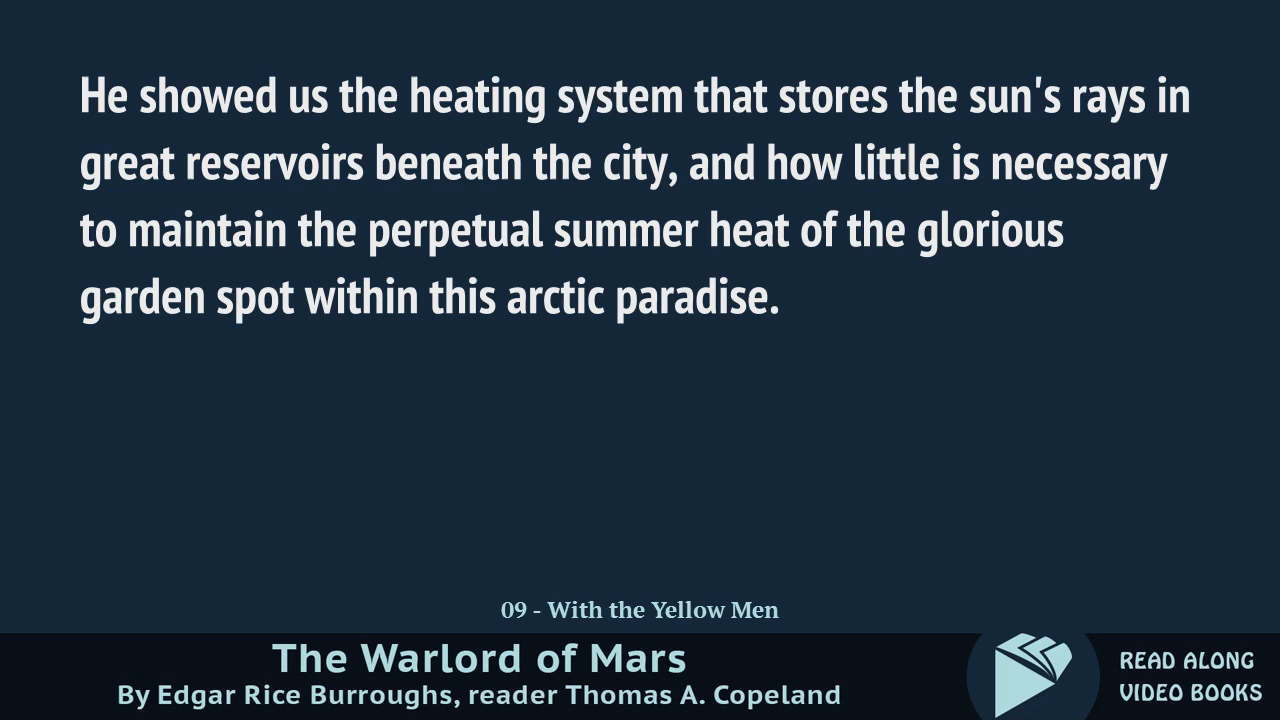 He showed us the heating system that stores the sun's rays in
great reservoirs beneath the city, and how little is necessary
to maintain the perpetual summer heat of the glorious
garden spot within this arctic paradise.
09 - With the Yellow Men
The Warlord of Mars
By Edgar Rice Burroughs, reader Thomas A. Copeland
READ ALONG
VIDEO BOOKS